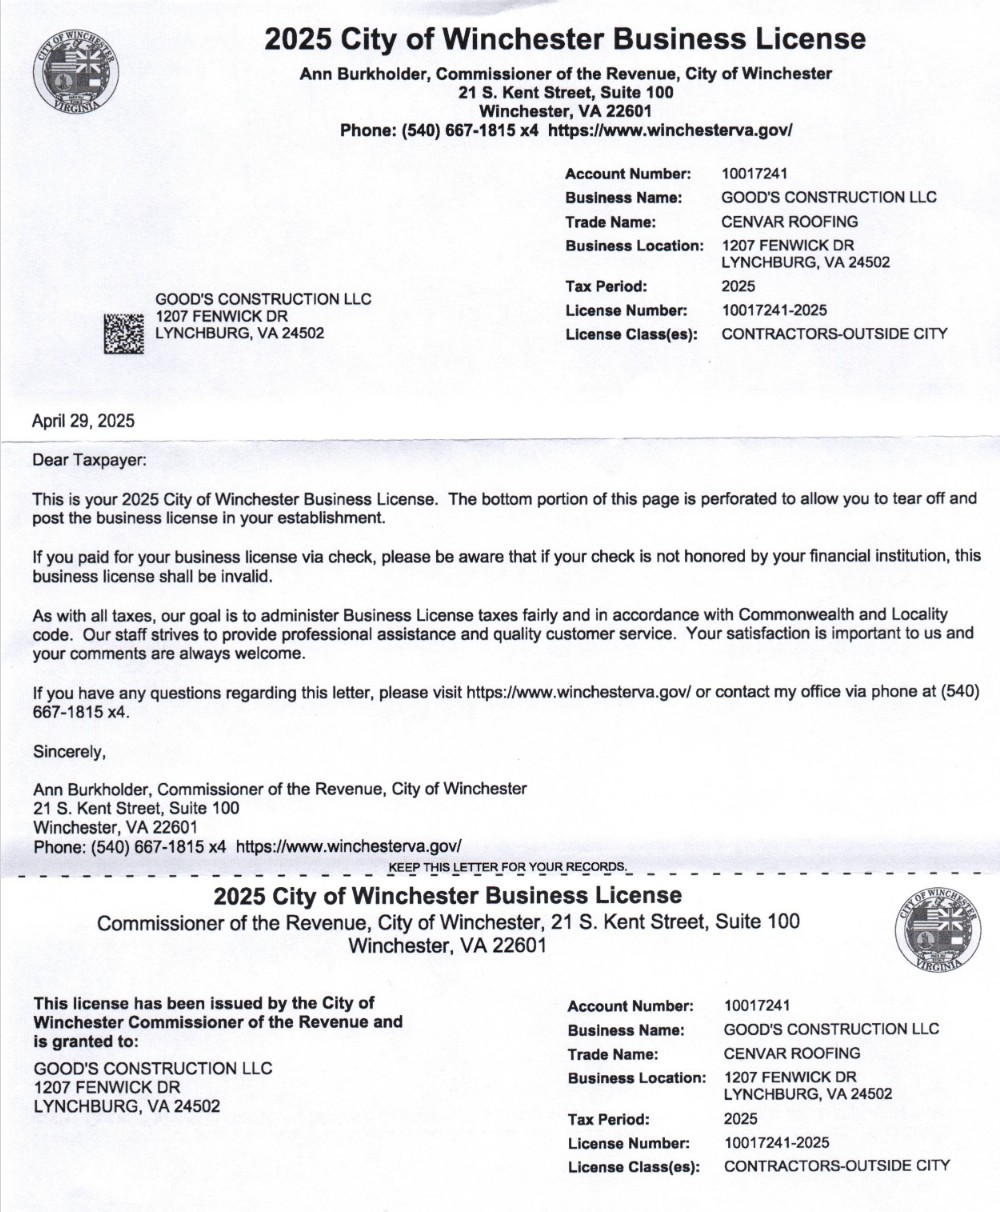 CITY OF WINCHESTER
VIRGINIA
2025 City of Winchester Business License
Ann Burkholder, Commissioner of the Revenue, City of Winchester
21 S. Kent Street, Suite 100
Winchester, VA 22601
Phone: (540) 667-1815 x4 https://www.winchesterva.gov/
Account Number: 10017241
Business Name: GOOD'S CONSTRUCTION LLC
Trade Name: CENVAR ROOFING
Business Location: 1207 FENWICK DR
LYNCHBURG, VA 24502
Tax Period: 2025
License Number: 10017241-2025
License Class(es): CONTRACTORS-OUTSIDE CITY
GOOD'S CONSTRUCTION LLC
1207 FENWICK DR
LYNCHBURG, VA 24502
April 29, 2025
Dear Taxpayer:
This is your 2025 City of Winchester Business License. The bottom portion of this page is perforated to allow you to tear off and
post the business license in your establishment.
If you paid for your business license via check, please be aware that if your check is not honored by your financial institution, this
business license shall be invalid.
As with all taxes, our goal is to administer Business License taxes fairly and in accordance with Commonwealth and Locality
code. Our staff strives to provide professional assistance and quality customer service. Your satisfaction is important to us and
your comments are always welcome.
If you have any questions regarding this letter, please visit https://www.winchesterva.gov/ or contact my office via phone at (540)
667-1815 x4.
Sincerely,
Ann Burkholder, Commissioner of the Revenue, City of Winchester
21 S. Kent Street, Suite 100
Winchester, VA 22601
Phone: (540) 667-1815 x4 https://www.winchesterva.gov/
KEEP THIS LETTER FOR YOUR RECORDS.
2025 City of Winchester Business License
Commissioner of the Revenue, City of Winchester, 21 S. Kent Street, Suite 100
Winchester, VA 22601
CITY OF WINCHESTER
VIRGINIA
This license has been issued by the City of
Winchester Commissioner of the Revenue and
is granted to:
GOOD'S CONSTRUCTION LLC
1207 FENWICK DR
LYNCHBURG, VA 24502
Account Number: 10017241
Business Name: GOOD'S CONSTRUCTION LLC
Trade Name: CENVAR ROOFING
Business Location: 1207 FENWICK DR
LYNCHBURG, VA 24502
Tax Period: 2025
License Number: 10017241-2025
License Class(es): CONTRACTORS-OUTSIDE CITY